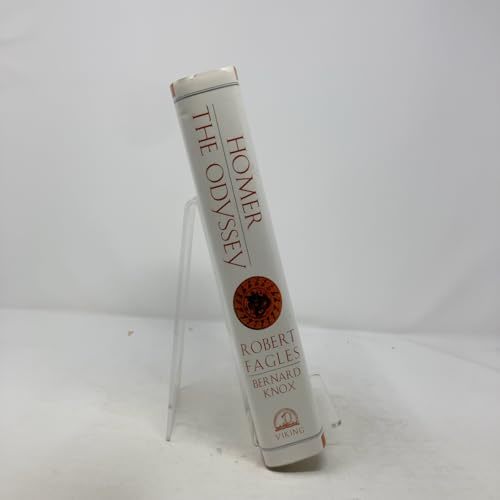 HOMER
THE ODYSSEY
ROBERT
FAGLES
BERNARD
KNOX
VIKING